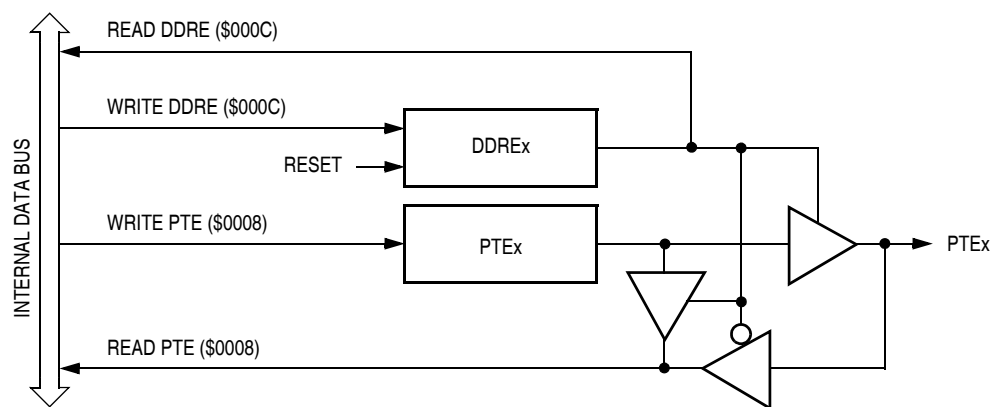 READ DDRE ($000C)
WRITE DDRE ($000C)
DDREx
RESET
INTERNAL DATA BUS
WRITE PTE ($0008)
PTEx
PTEx
READ PTE ($0008)